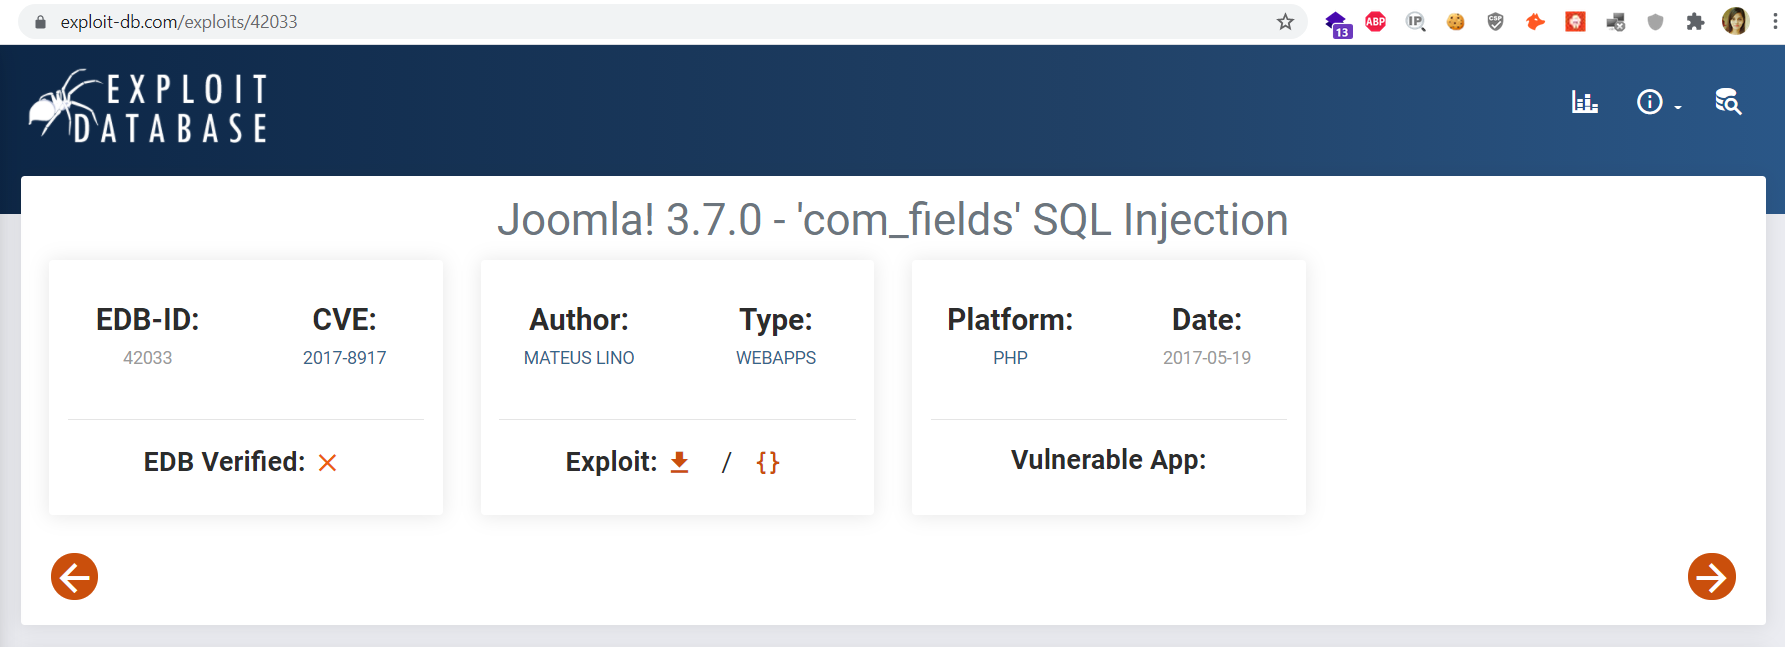 exploit-db.com/exploits/42033
13
ABP
IP
CSP
EXPLOIT
DATABASE
Joomla! 3.7.0 - 'com_fields' SQL Injection
EDB-ID:
42033
CVE:
2017-8917
EDB Verified:
Author:
MATEUS LINO
Type:
WEBAPPS
Exploit: / {}
Platform:
PHP
Date:
2017-05-19
Vulnerable App: